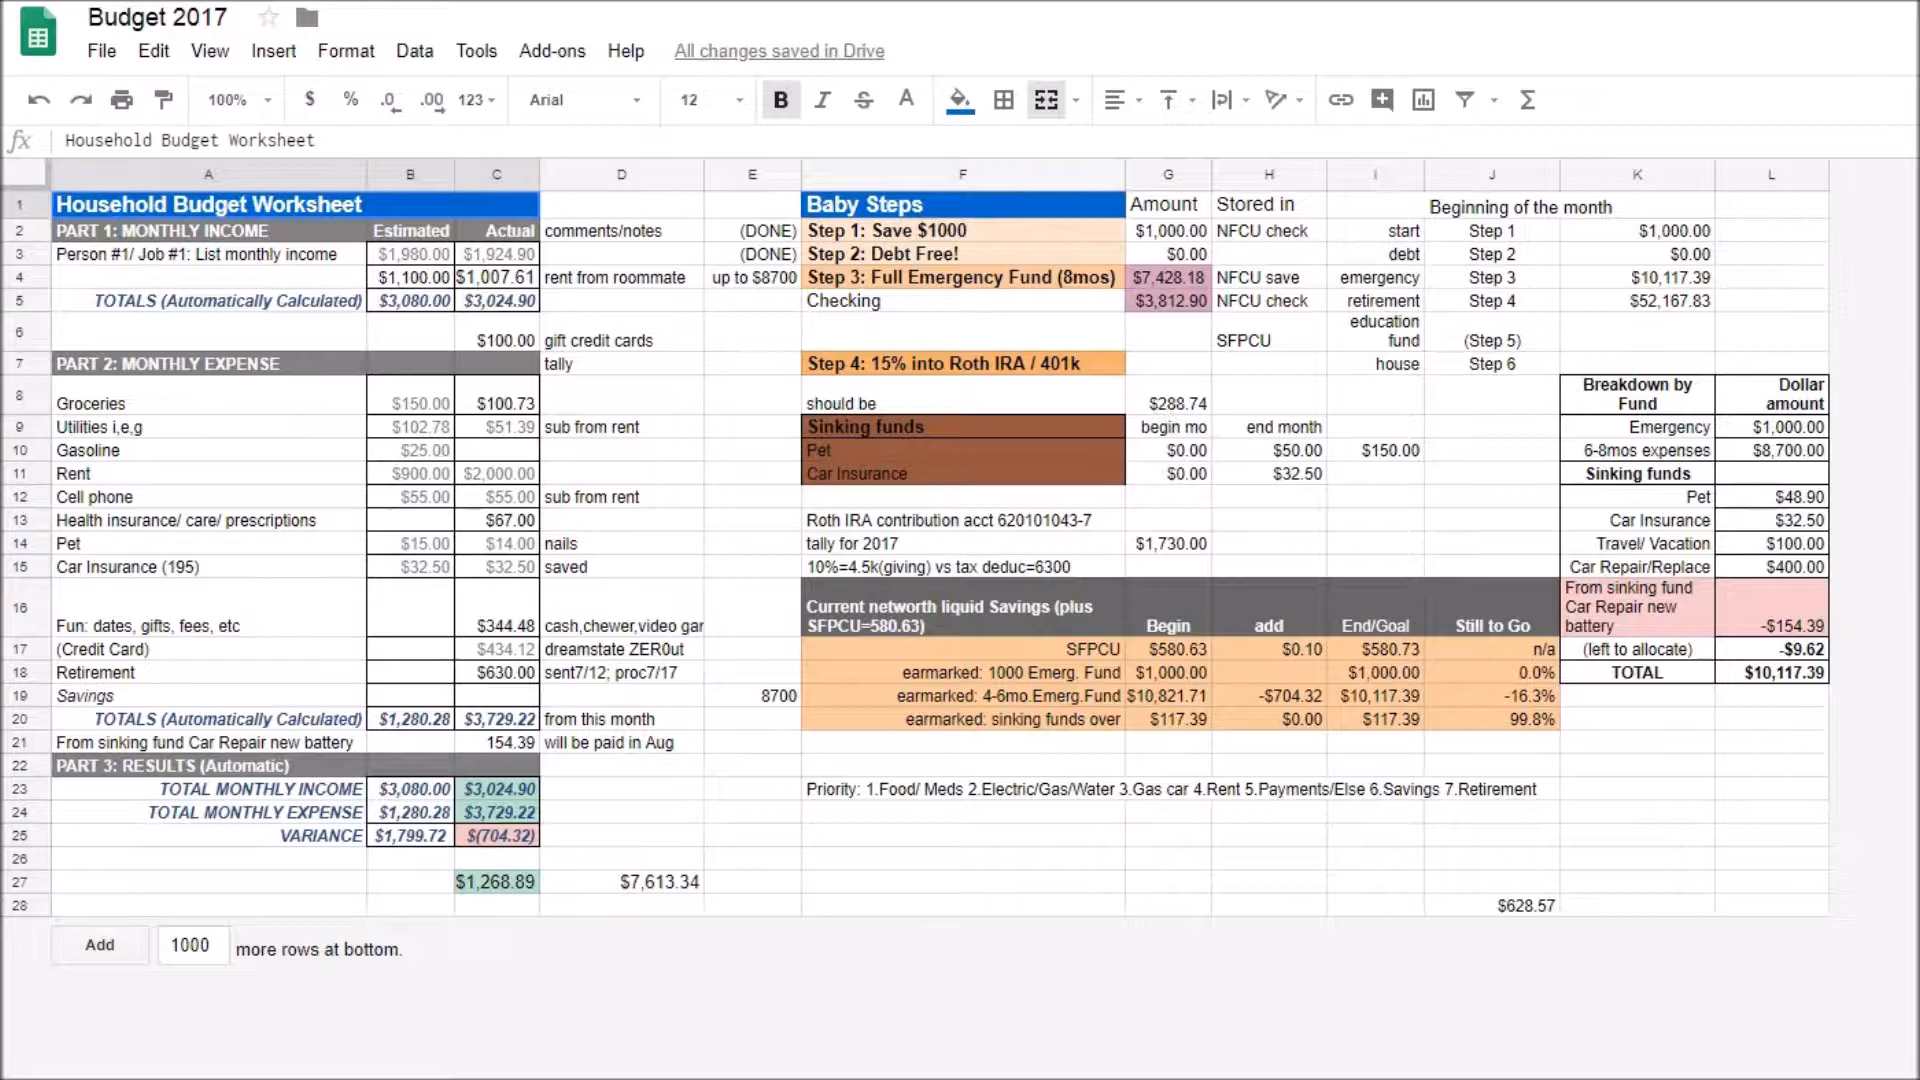 Budget 2017
File Edit View Insert Format Data Tools Add-ons Help All changes saved in Drive
100% $ % .0 .00 123 Arial 12 B I S A Σ
fx Household Budget Worksheet
A B C D E F G H I J K L
1 Household Budget Worksheet Baby Steps Amount Stored in Beginning of the month
2 PART 1: MONTHLY INCOME Estimated Actual comments/notes (DONE) Step 1: Save $1000 $1,000.00 NFCU check start Step 1 $1,000.00
3 Person #1/ Job #1: List monthly income $1,980.00 $1,924.90 (DONE) Step 2: Debt Free! $0.00 debt Step 2 $0.00
4 $1,100.00 $1,007.61 rent from roommate up to $8700 Step 3: Full Emergency Fund (8mos) $7,428.18 NFCU save emergency Step 3 $10,117.39
5 TOTALS (Automatically Calculated) $3,080.00 $3,024.90 Checking $3,812.90 NFCU check retirement Step 4 $52,167.83
6 $100.00 gift credit cards SFPCU education fund (Step 5)
7 PART 2: MONTHLY EXPENSE tally Step 4: 15% into Roth IRA / 401k house Step 6
8 Groceries $150.00 $100.73 should be $288.74 Breakdown by Fund Dollar amount
9 Utilities i,e,g $102.78 $51.39 sub from rent Sinking funds begin mo end month Emergency $1,000.00
10 Gasoline $25.00 Pet $0.00 $50.00 $150.00 6-8mos expenses $8,700.00
11 Rent $900.00 $2,000.00 Car Insurance $0.00 $32.50 Sinking funds
12 Cell phone $55.00 $55.00 sub from rent Pet $48.90
13 Health insurance/ care/ prescriptions $67.00 Roth IRA contribution acct 620101043-7 Car Insurance $32.50
14 Pet $15.00 $14.00 nails tally for 2017 $1,730.00 Travel/ Vacation $100.00
15 Car Insurance (195) $32.50 $32.50 saved 10%=4.5k(giving) vs tax deduc=6300 Car Repair/Replace $400.00
16 Fun: dates, gifts, fees, etc $344.48 cash,chewer,video gar Current networth liquid Savings (plus SFPCU=580.63) Begin add End/Goal Still to Go From sinking fund Car Repair new battery -$154.39
17 (Credit Card) $434.12 dreamstate ZER0ut SFPCU $580.63 $0.10 $580.73 n/a (left to allocate) -$9.62
18 Retirement $630.00 sent7/12; proc7/17 earmarked: 1000 Emerg. Fund $1,000.00 $1,000.00 0.0% TOTAL $10,117.39
19 Savings 8700 earmarked: 4-6mo.Emerg.Fund $10,821.71 -$704.32 $10,117.39 -16.3%
20 TOTALS (Automatically Calculated) $1,280.28 $3,729.22 from this month earmarked: sinking funds over $117.39 $0.00 $117.39 99.8%
21 From sinking fund Car Repair new battery 154.39 will be paid in Aug
22 PART 3: RESULTS (Automatic)
23 TOTAL MONTHLY INCOME $3,080.00 $3,024.90 Priority: 1.Food/ Meds 2.Electric/Gas/Water 3.Gas car 4.Rent 5.Payments/Else 6.Savings 7.Retirement
24 TOTAL MONTHLY EXPENSE $1,280.28 $3,729.22
25 VARIANCE $1,799.72 $(704.32)
26
27 $1,268.89 $7,613.34
28 $628.57
Add 1000 more rows at bottom.